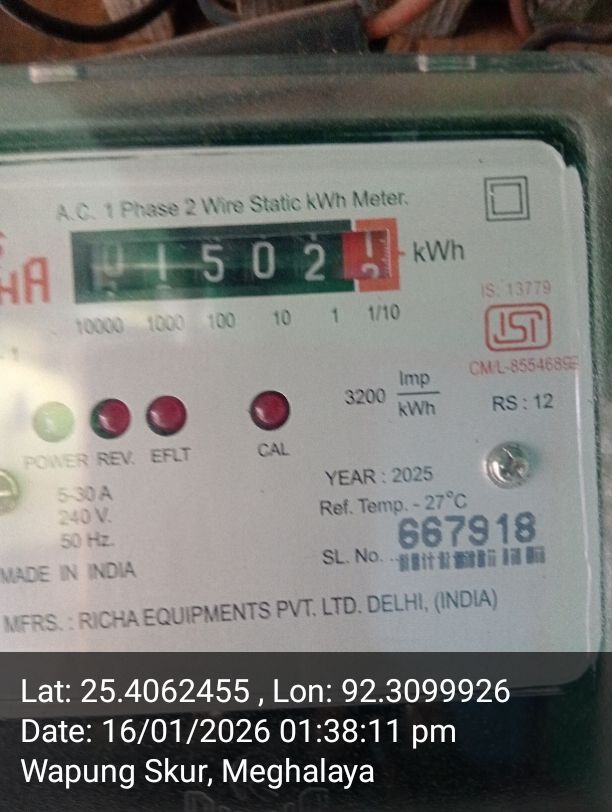 A.C. 1 Phase 2 Wire Static kWh Meter.
HA
01502 1 kWh
10000 1000 100 10 1 1/10
IS. 13779
ISI
CM/L-8554689
3200 Imp/kWh
RS : 12
POWER REV. EFLT CAL
5-30 A
240 V.
50 Hz.
YEAR : 2025
Ref. Temp. - 27°C
667918
SL. No. ..
MADE IN INDIA
MFRS. : RICHA EQUIPMENTS PVT. LTD. DELHI, (INDIA)
Lat: 25.4062455 , Lon: 92.3099926
Date: 16/01/2026 01:38:11 pm
Wapung Skur, Meghalaya